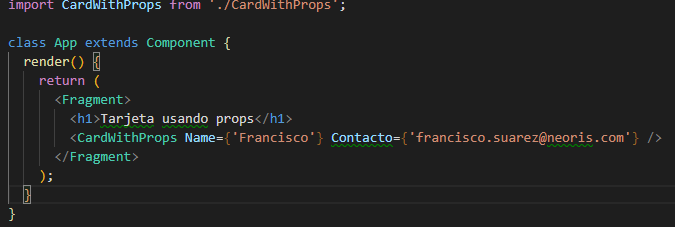 import CardWithProps from './CardWithProps';
class App extends Component {
render() {
return (
<Fragment>
<h1>Tarjeta usando props</h1>
<CardWithProps Name={'Francisco'} Contacto={'francisco.suarez@neoris.com'} />
</Fragment>
);
}
}